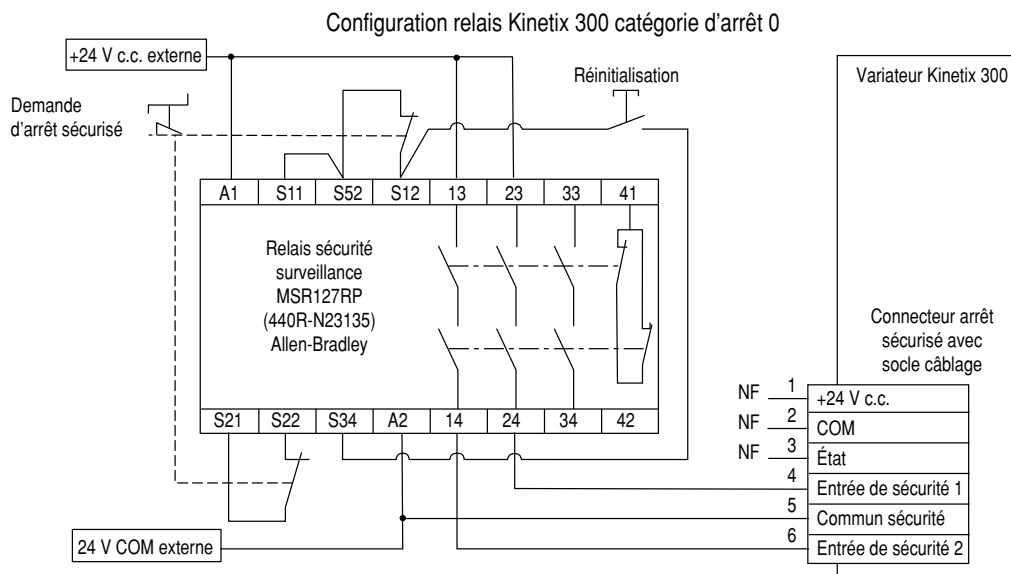 Configuration relais Kinetix 300 catégorie d'arrêt 0
+24 V c.c. externe
Demande
d'arrêt sécurisé
Réinitialisation
Variateur Kinetix 300
A1 S11 S52 S12 13 23 33 41
Relais sécurité
surveillance
MSR127RP
(440R-N23135)
Allen-Bradley
S21 S22 S34 A2 14 24 34 42
24 V COM externe
Connecteur arrêt
sécurisé avec
socle câblage
NF 1 +24 V c.c.
NF 2 COM
NF 3 État
4 Entrée de sécurité 1
5 Commun sécurité
6 Entrée de sécurité 2